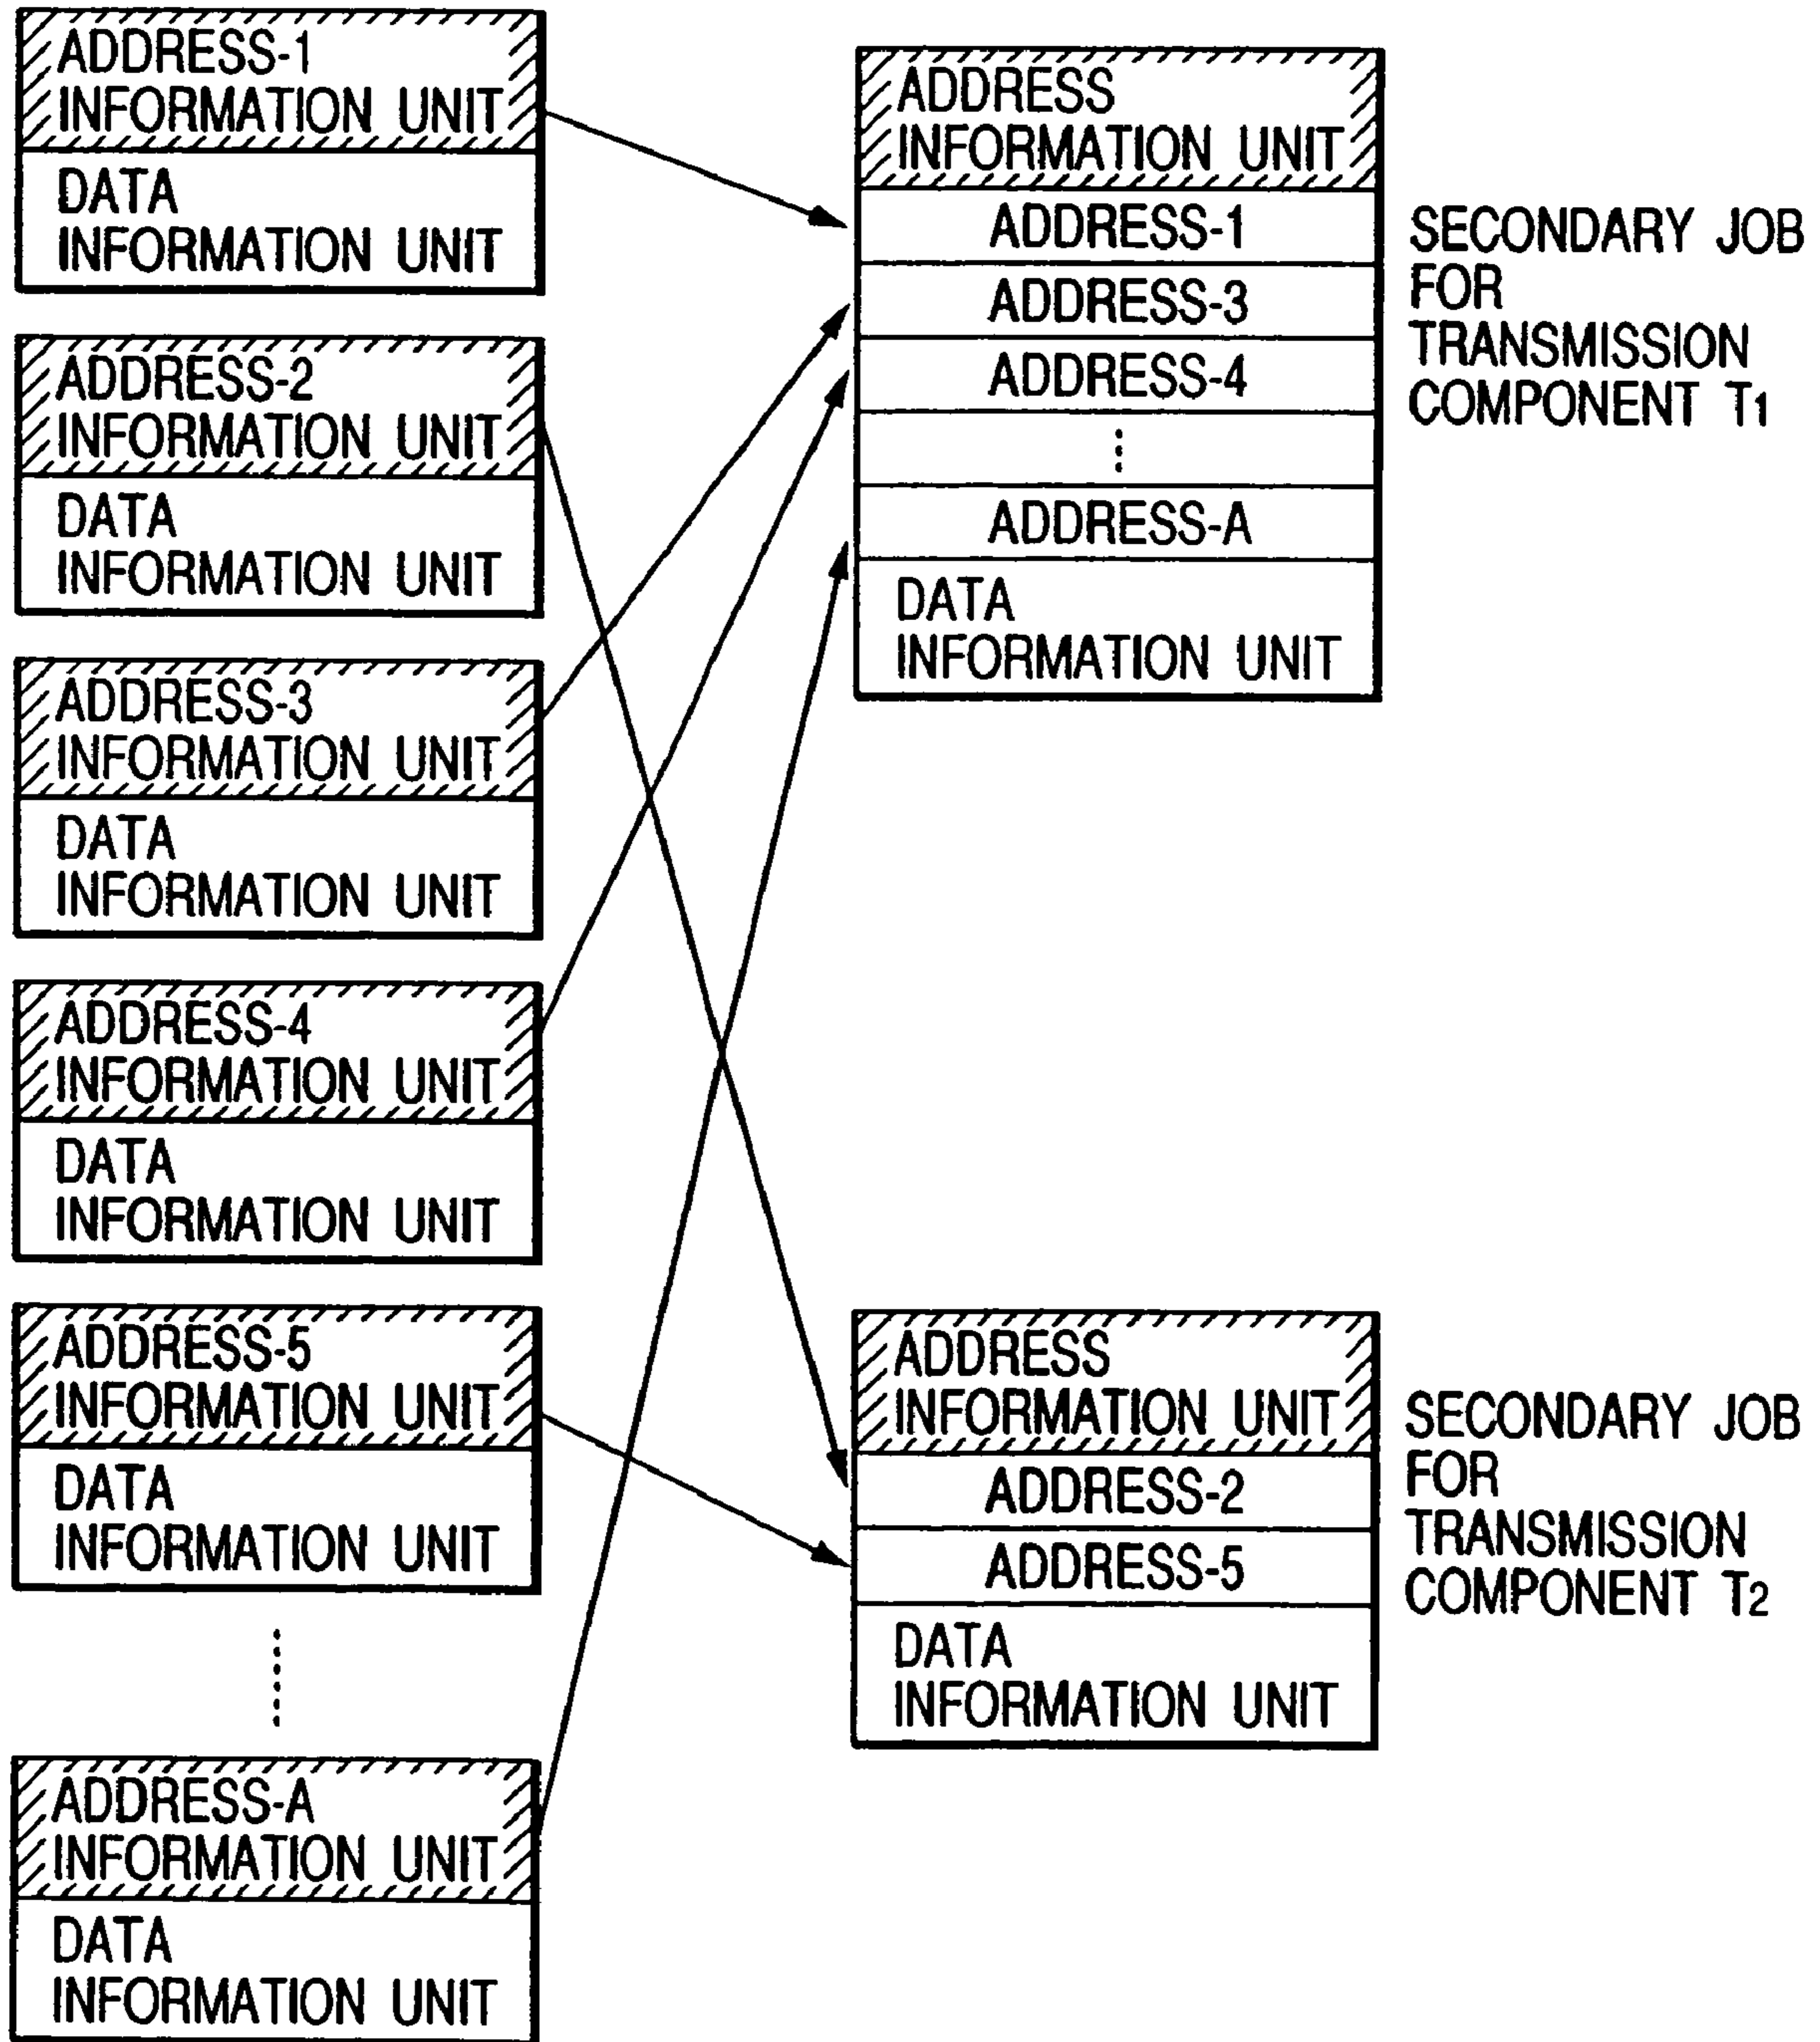 ADDRESS-1
INFORMATION UNIT
DATA
INFORMATION UNIT
ADDRESS-2
INFORMATION UNIT
DATA
INFORMATION UNIT
ADDRESS-3
INFORMATION UNIT
DATA
INFORMATION UNIT
ADDRESS-4
INFORMATION UNIT
DATA
INFORMATION UNIT
ADDRESS-5
INFORMATION UNIT
DATA
INFORMATION UNIT
ADDRESS-A
INFORMATION UNIT
DATA
INFORMATION UNIT
ADDRESS
INFORMATION UNIT
ADDRESS-1
ADDRESS-3
ADDRESS-4
ADDRESS-A
DATA
INFORMATION UNIT
SECONDARY JOB
FOR
TRANSMISSION
COMPONENT T1
ADDRESS
INFORMATION UNIT
ADDRESS-2
ADDRESS-5
DATA
INFORMATION UNIT
SECONDARY JOB
FOR
TRANSMISSION
COMPONENT T2